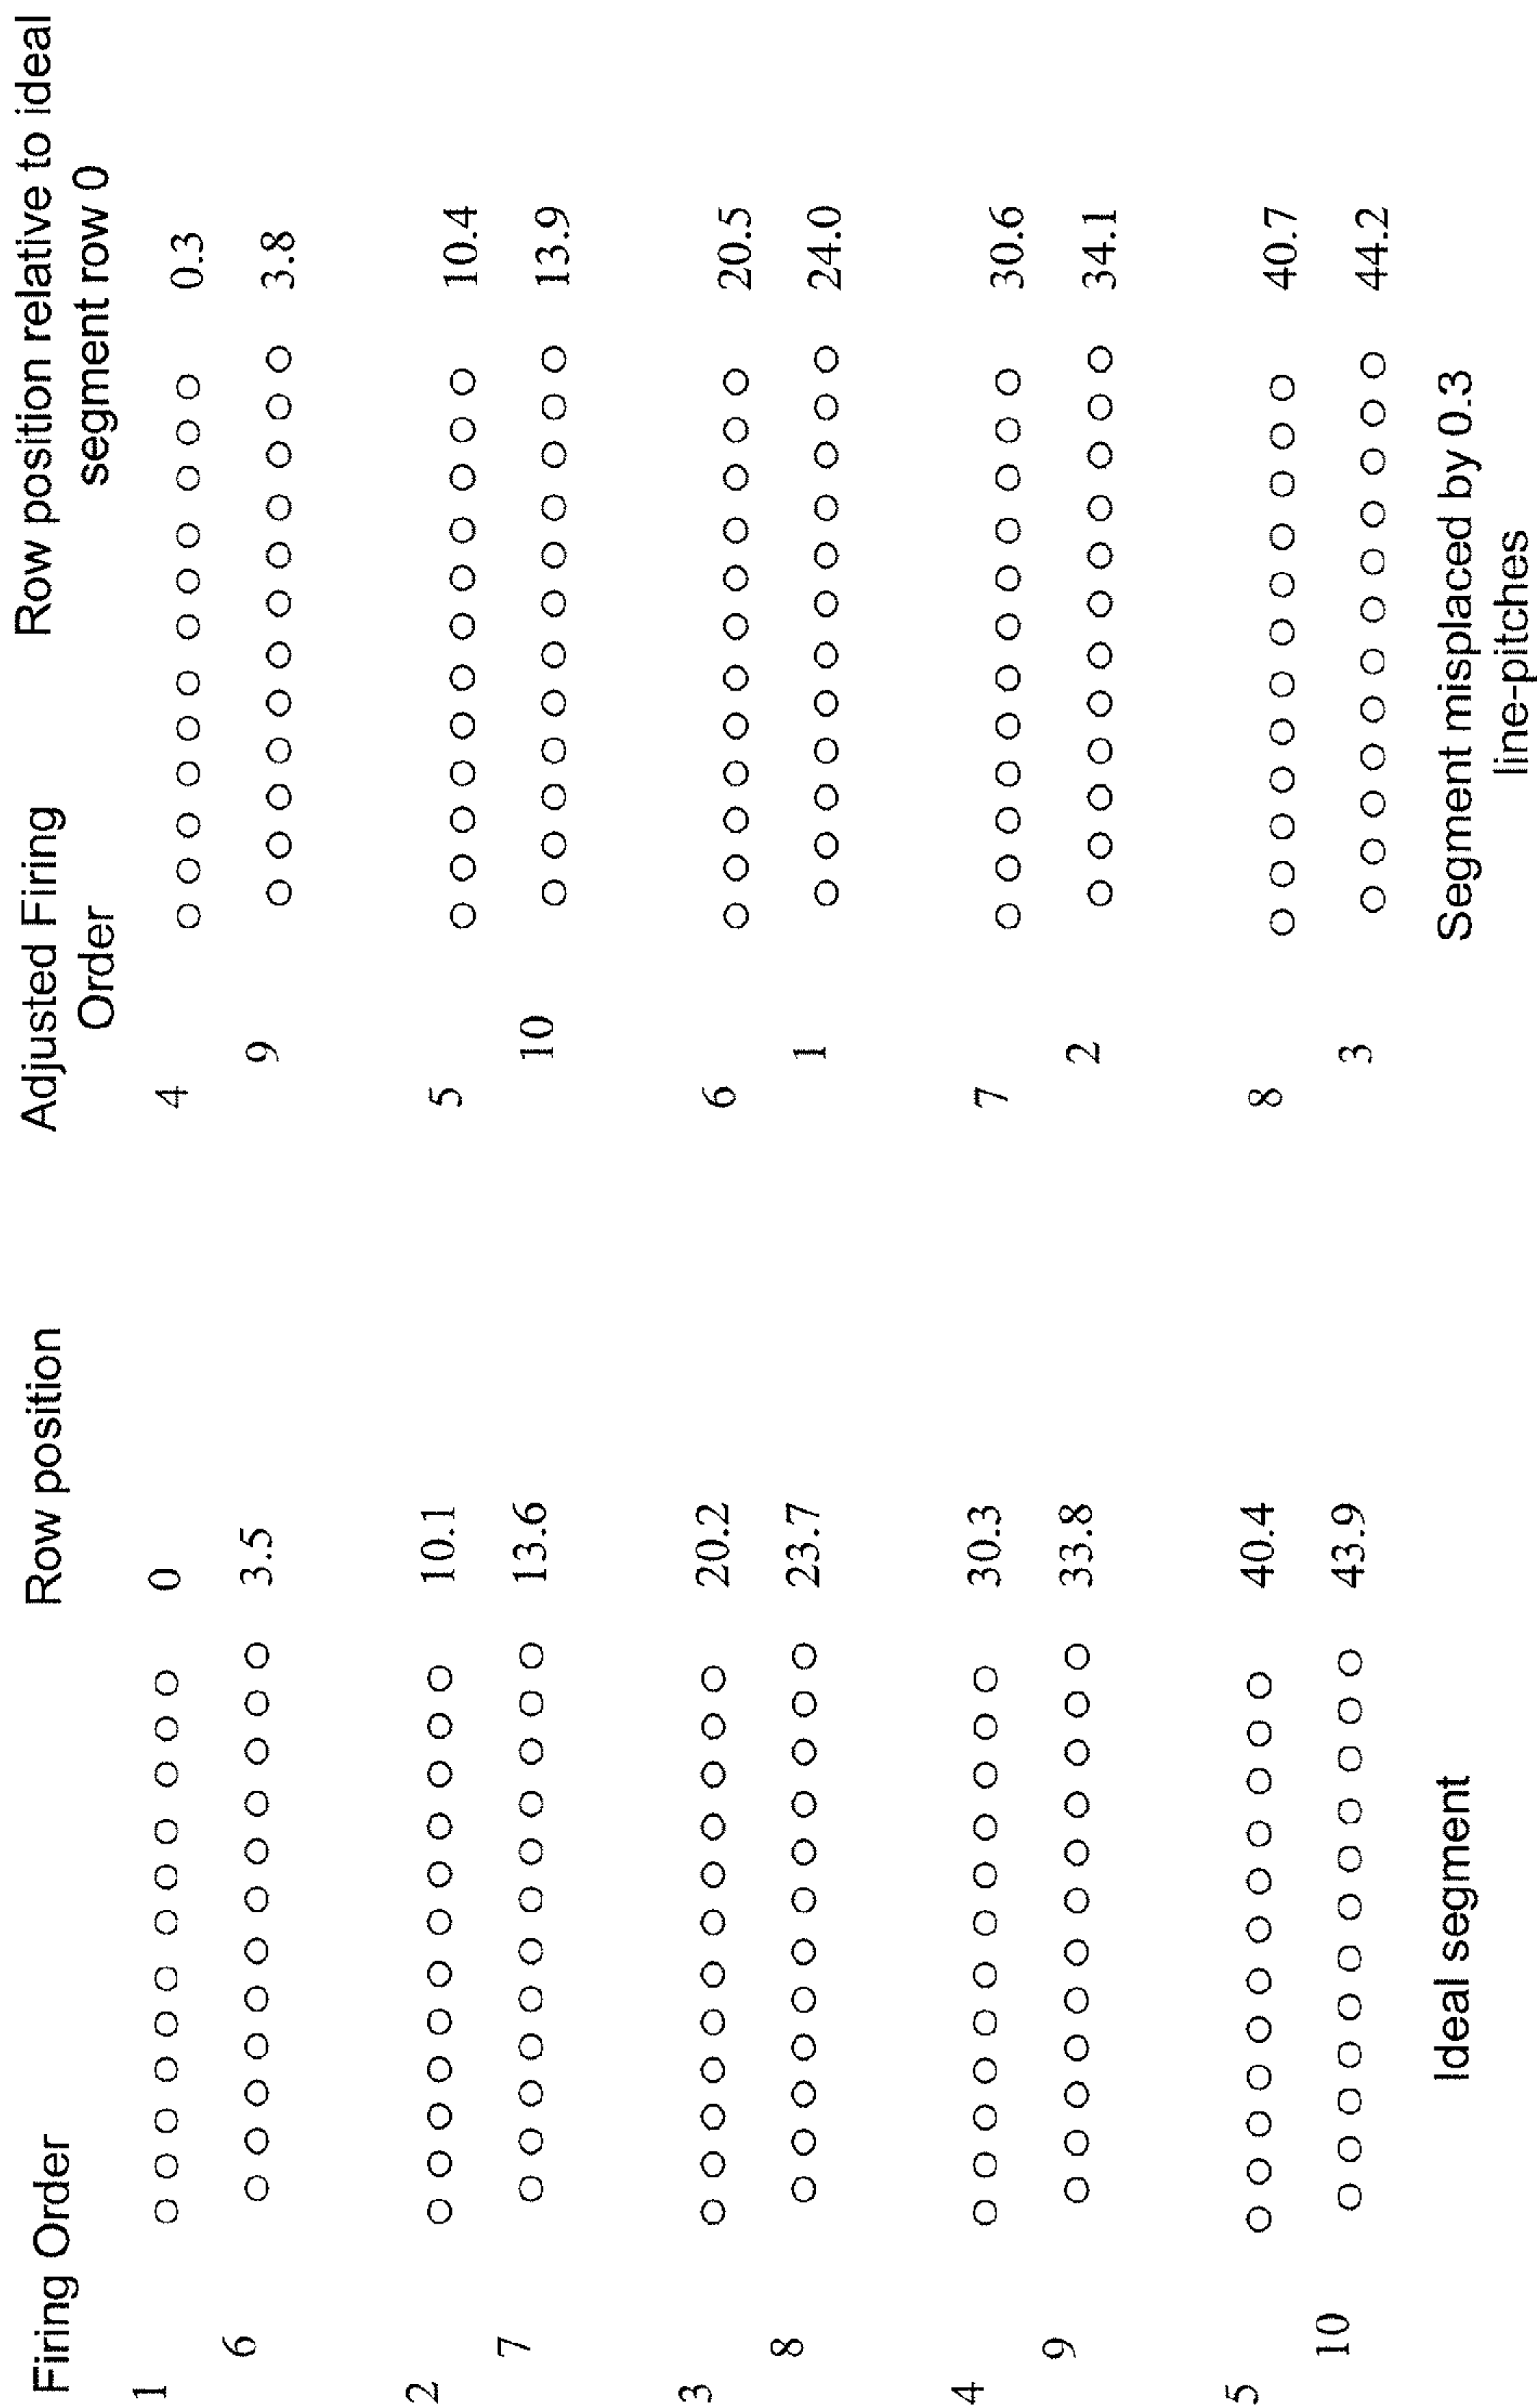 Firing Order Row position Adjusted Firing Row position relative to ideal
Order segment row 0
1 0 4 0.3
6 3.5 9 3.8
2 10.1 5 10.4
7 13.6 10 13.9
3 20.2 6 20.5
8 23.7 1 24.0
4 30.3 7 30.6
9 33.8 2 34.1
5 40.4 8 40.7
10 43.9 3 44.2
Ideal segment Segment misplaced by 0.3
line-pitches